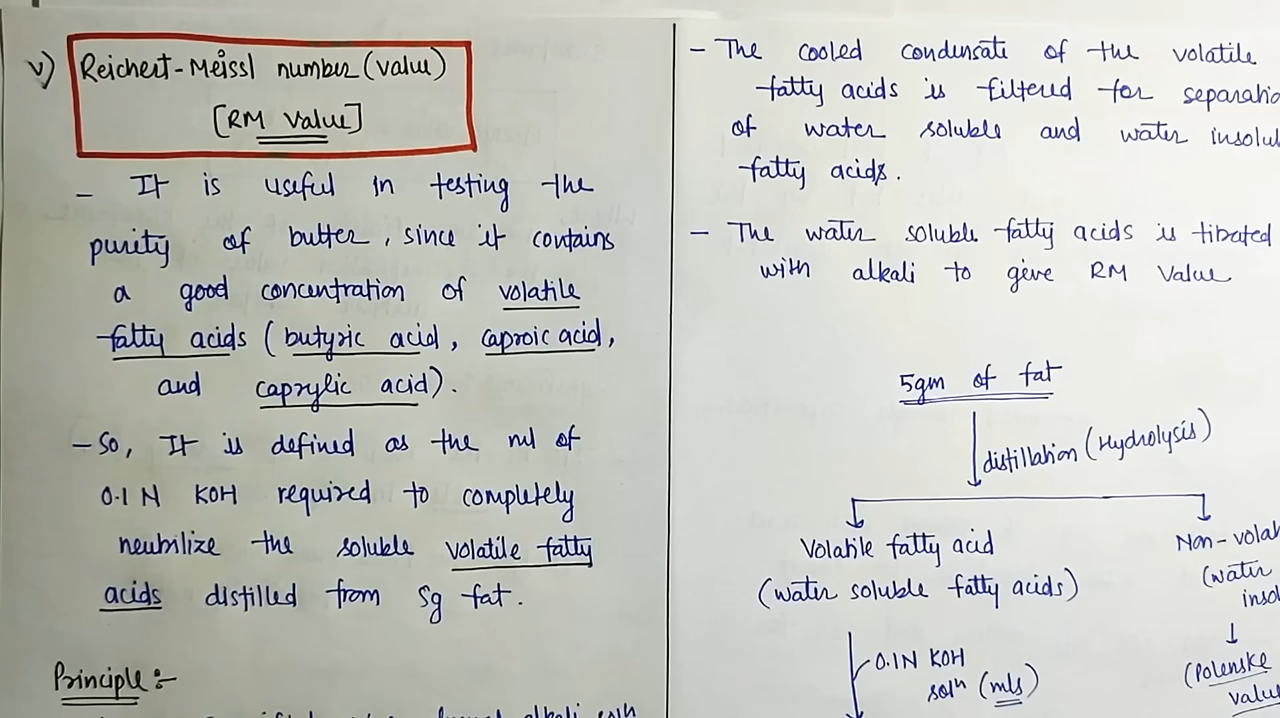 v) Reichert-Meissl number (value)
[RM Value]
- It is useful in testing the
purity of butter, since it contains
a good concentration of volatile
fatty acids (butyric acid, caproic acid,
and caprylic acid).
- So, It is defined as the ml of
0.1 N KOH required to completely
neutrilize the soluble volatile fatty
acids distilled from 5g fat.
Principle :-
alkali
- The cooled condensate of the volatile
fatty acids is filtered for separatio
of water soluble and water insolub
fatty acids.
- The water soluble fatty acids is titrated
with alkali to give RM Value
5gm of fat
distillation (Hydrolysis)
Volatile fatty acid
(water soluble fatty acids)
Non-volat
(water
insol
0.1N KOH
solⁿ (mls)
(Polenske
value